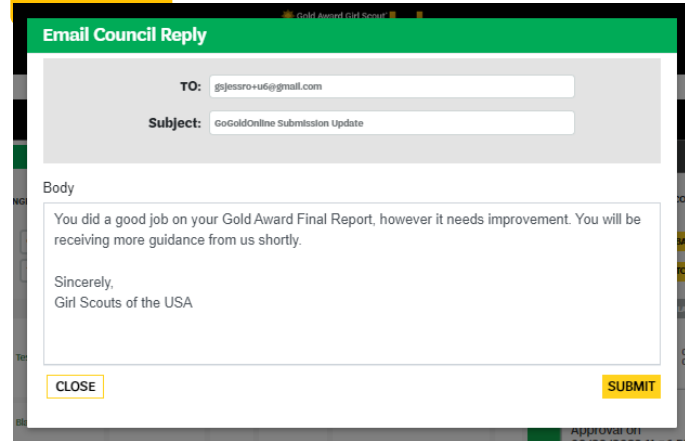 Gold Award Girl Scout
Email Council Reply
TO: gsjessro+u6@gmail.com
Subject: GoGoldOnline Submission Update
Body
You did a good job on your Gold Award Final Report, however it needs improvement. You will be
receiving more guidance from us shortly.
Sincerely,
Girl Scouts of the USA
CLOSE
SUBMIT
Approval on